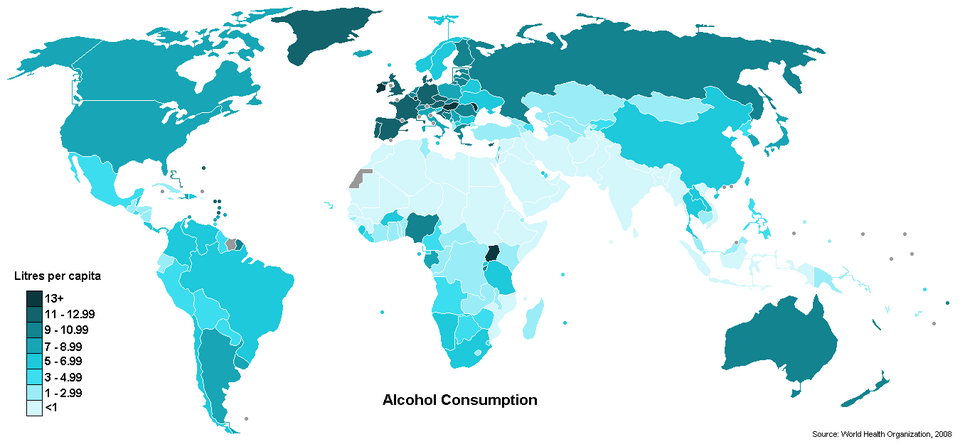 Litres per capita
13+
11 - 12.99
9 - 10.99
7 - 8.99
5 - 6.99
3 - 4.99
1 - 2.99
<1
Alcohol Consumption
Source: World Health Organization, 2008